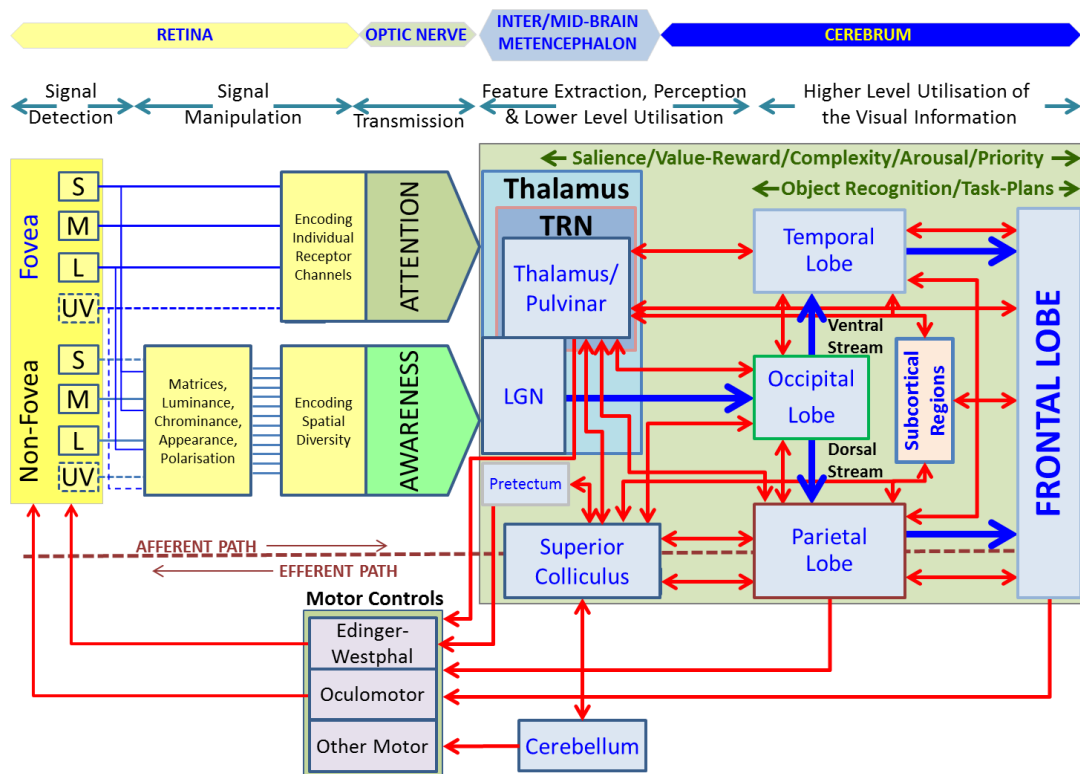 RETINA
OPTIC NERVE
INTER/MID-BRAIN
METENCEPHALON
CEREBRUM
Signal
Detection
Signal
Manipulation
Transmission
Feature Extraction, Perception
& Lower Level Utilisation
Higher Level Utilisation of
the Visual Information
Salience/Value-Reward/Complexity/Arousal/Priority
Object Recognition/Task-Plans
Fovea
S
M
L
UV
Non-Fovea
S
M
L
UV
Matrices,
Luminance,
Chrominance,
Appearance,
Polarisation
Encoding
Individual
Receptor
Channels
Encoding
Spatial
Diversity
ATTENTION
AWARENESS
Thalamus
TRN
Thalamus/
Pulvinar
LGN
Pretectum
Superior
Colliculus
Temporal
Lobe
Ventral
Stream
Occipital
Lobe
Dorsal
Stream
Parietal
Lobe
Subcortical
Regions
FRONTAL LOBE
AFFERENT PATH
EFFERENT PATH
Motor Controls
Edinger-
Westphal
Oculomotor
Other Motor
Cerebellum